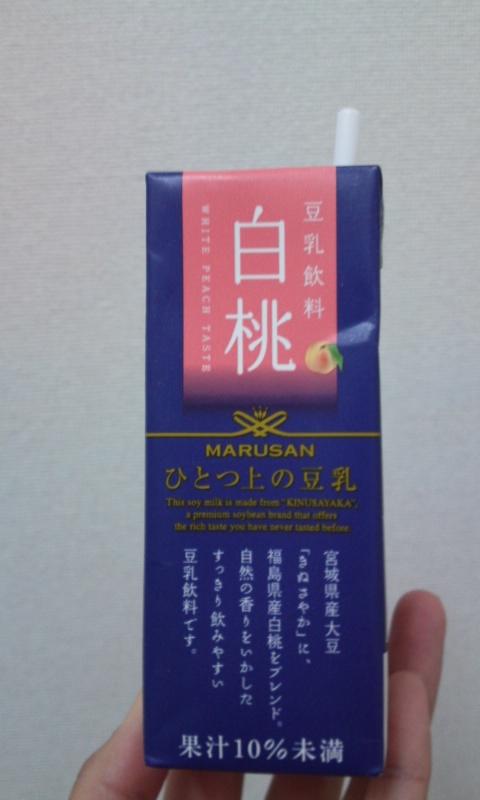 豆乳飲料
白桃
WHITE PEACH TASTE
MARUSAN
ひとつ上の豆乳
This soy milk is made from "KINUSAYAKA",
a premium soybean brand that offers
the rich taste you have never tasted before.
宮城県産大豆
「きぬさやか」に、
福島県産白桃をブレンド。
自然の香りをいかした
すっきり飲みやすい
豆乳飲料です。
果汁10%未満